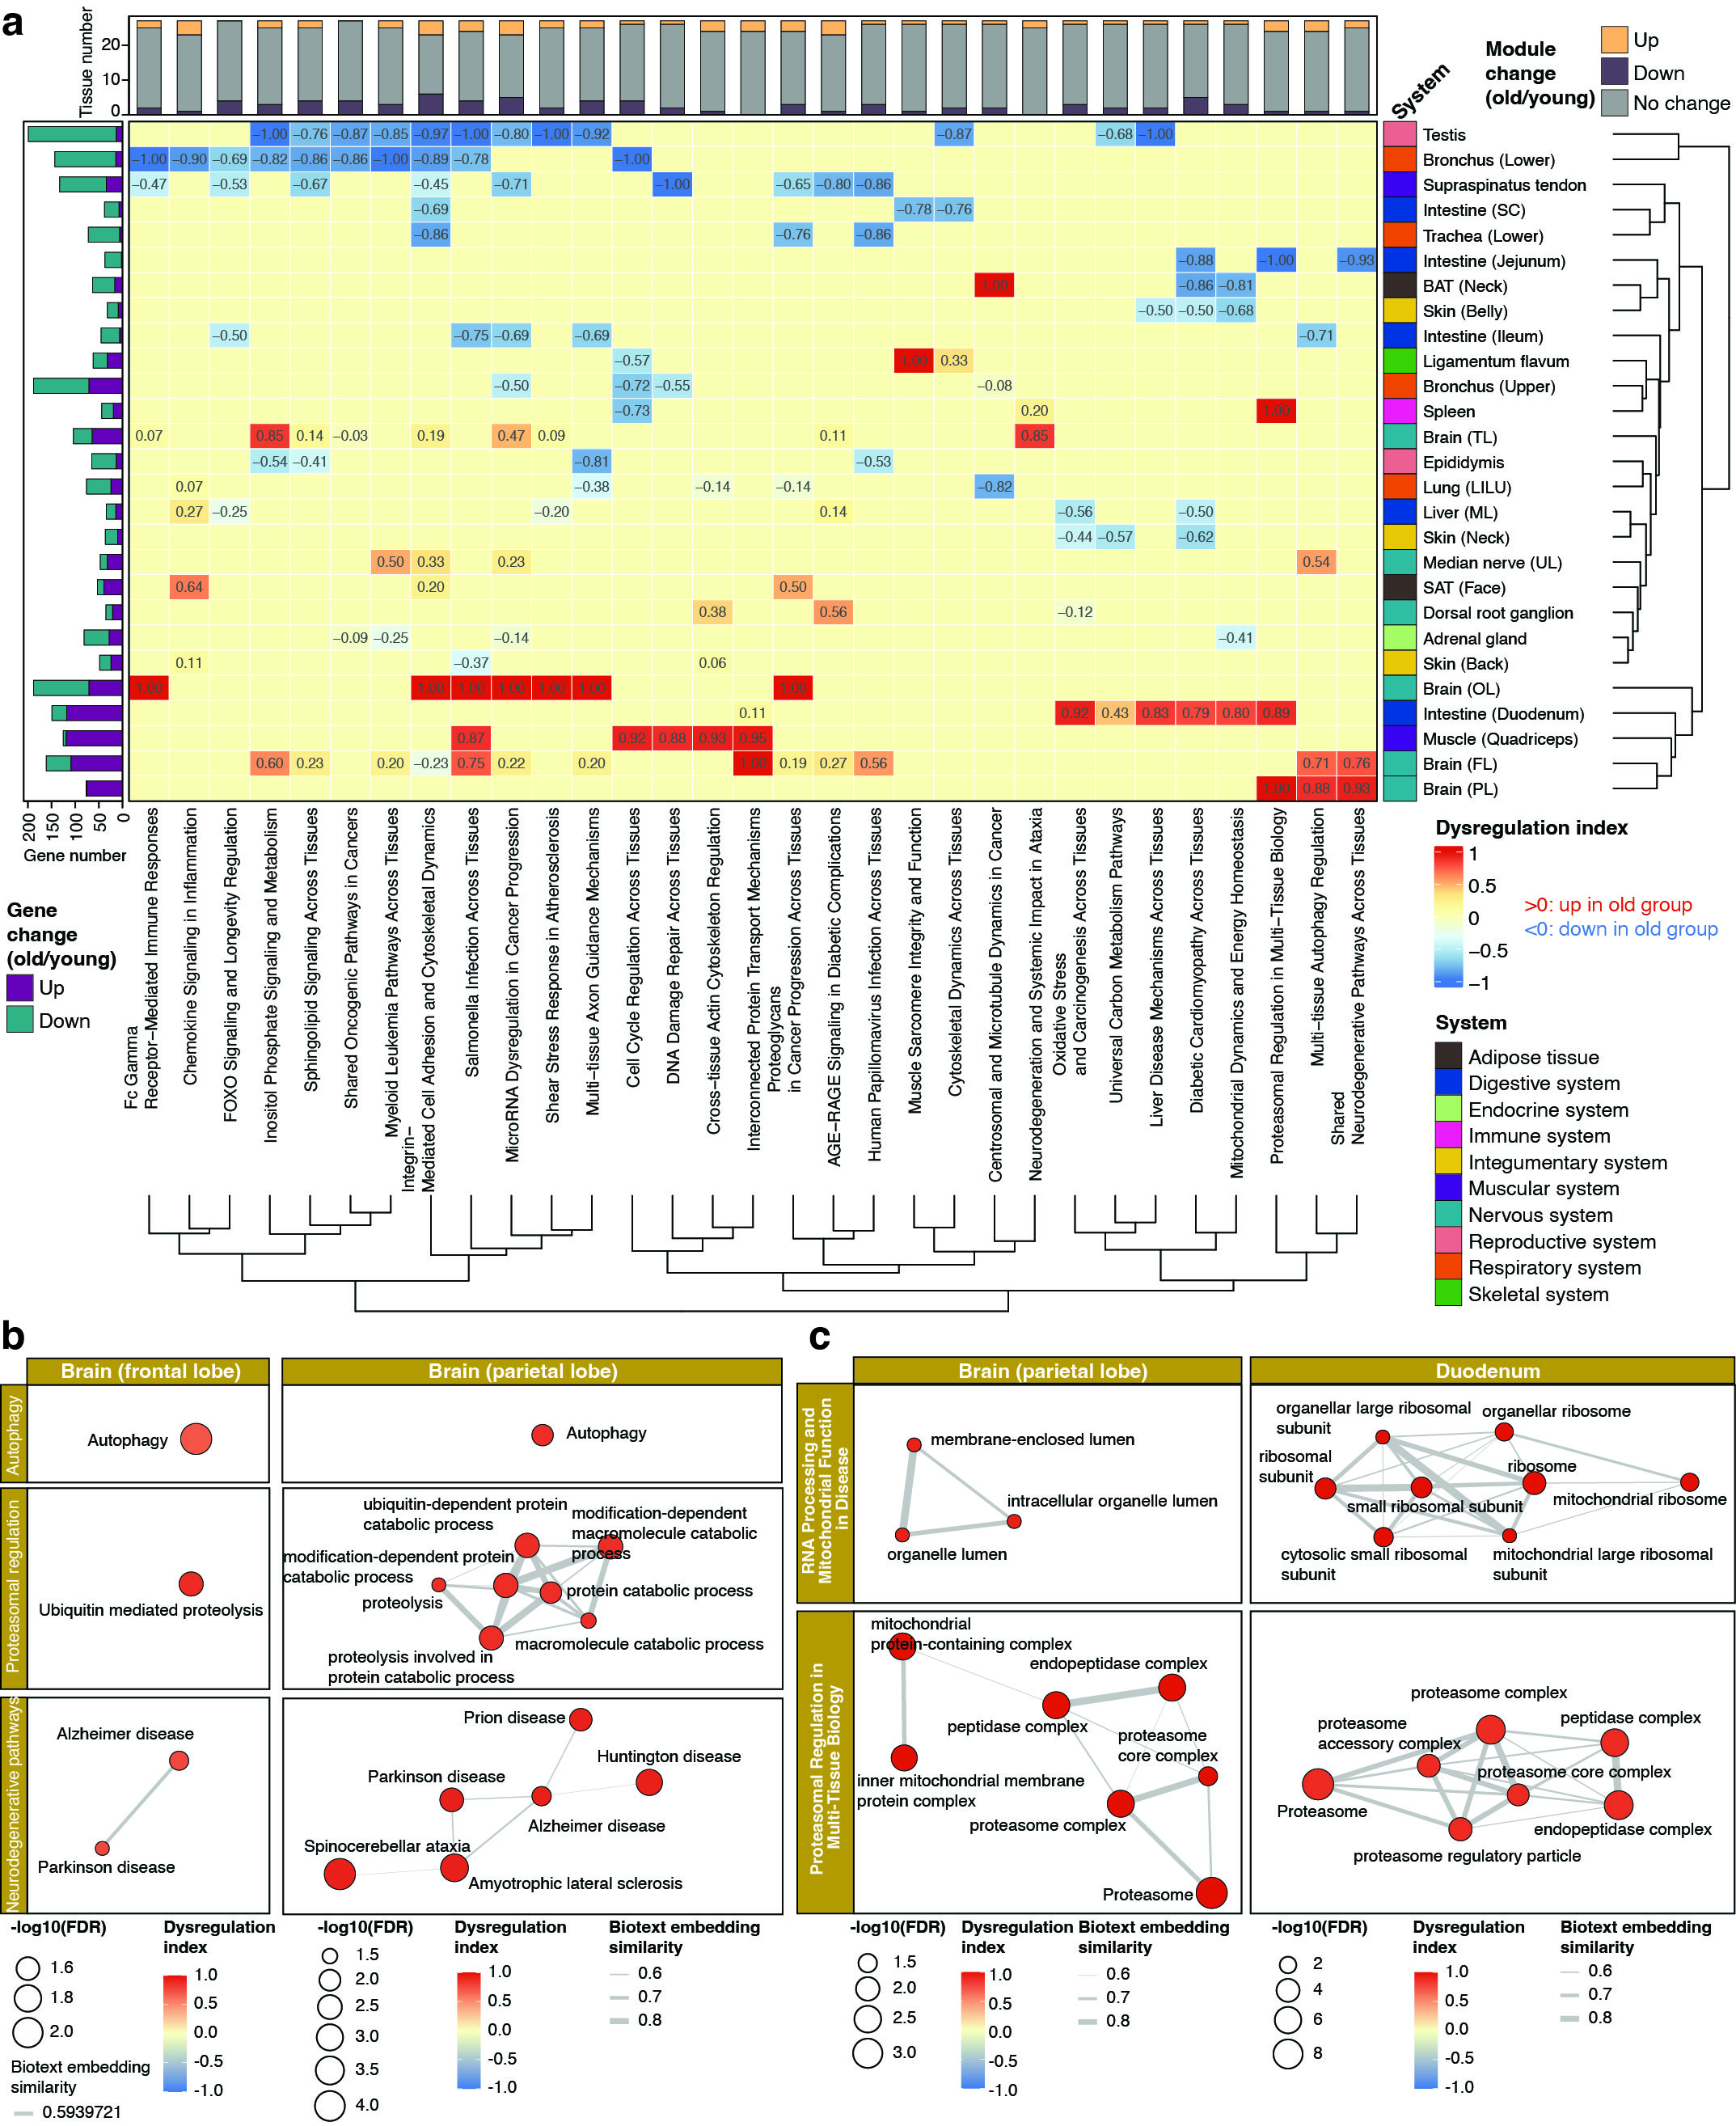 a
Tissue number
20
10
0
System
Module
change
(old/young)
Up
Down
No change
−1.00 −0.76 −0.87 −0.85 −0.97 −1.00 −0.80 −1.00 −0.92 −0.87 −0.68 −1.00 Testis
−1.00 −0.90 −0.69 −0.82 −0.86 −0.86 −1.00 −0.89 −0.78 −1.00 Bronchus (Lower)
−0.47 −0.53 −0.67 −0.45 −0.71 −1.00 −0.65 −0.80 −0.86 Supraspinatus tendon
−0.69 −0.78 −0.76 Intestine (SC)
−0.86 −0.76 −0.86 Trachea (Lower)
−0.88 −1.00 −0.93 Intestine (Jejunum)
1.00 −0.86 −0.81 BAT (Neck)
−0.50 −0.50 −0.68 Skin (Belly)
−0.50 −0.75 −0.69 −0.69 −0.71 Intestine (Ileum)
−0.57 1.00 0.33 Ligamentum flavum
−0.50 −0.72 −0.55 −0.08 Bronchus (Upper)
−0.73 0.20 1.00 Spleen
0.07 0.85 0.14 −0.03 0.19 0.47 0.09 0.11 0.85 Brain (TL)
−0.54 −0.41 −0.81 −0.53 Epididymis
0.07 −0.38 −0.14 −0.14 −0.82 Lung (LILU)
0.27 −0.25 −0.20 0.14 −0.56 −0.50 Liver (ML)
−0.44 −0.57 −0.62 Skin (Neck)
0.50 0.33 0.23 0.54 Median nerve (UL)
0.64 0.20 0.50 SAT (Face)
0.38 0.56 −0.12 Dorsal root ganglion
−0.09 −0.25 −0.14 −0.41 Adrenal gland
0.11 −0.37 0.06 Skin (Back)
1.00 1.00 1.00 1.00 1.00 1.00 1.00 Brain (OL)
0.11 0.92 0.43 0.83 0.79 0.80 0.89 Intestine (Duodenum)
0.87 0.92 0.88 0.93 0.95 Muscle (Quadriceps)
0.60 0.23 0.20 −0.23 0.75 0.22 0.20 1.00 0.19 0.27 0.56 0.71 0.76 Brain (FL)
1.00 0.88 0.93 Brain (PL)
200 150 100 50 0
Gene number
Gene
change
(old/young)
Up
Down
Fc Gamma
Receptor−Mediated Immune Responses
Chemokine Signaling in Inflammation
FOXO Signaling and Longevity Regulation
Inositol Phosphate Signaling and Metabolism
Sphingolipid Signaling Across Tissues
Shared Oncogenic Pathways in Cancers
Myeloid Leukemia Pathways Across Tissues
Integrin−
Mediated Cell Adhesion and Cytoskeletal Dynamics
Salmonella Infection Across Tissues
MicroRNA Dysregulation in Cancer Progression
Shear Stress Response in Atherosclerosis
Multi−tissue Axon Guidance Mechanisms
Cell Cycle Regulation Across Tissues
DNA Damage Repair Across Tissues
Cross−tissue Actin Cytoskeleton Regulation
Interconnected Protein Transport Mechanisms
Proteoglycans
in Cancer Progression Across Tissues
AGE−RAGE Signaling in Diabetic Complications
Human Papillomavirus Infection Across Tissues
Muscle Sarcomere Integrity and Function
Cytoskeletal Dynamics Across Tissues
Centrosomal and Microtubule Dynamics in Cancer
Neurodegeneration and Systemic Impact in Ataxia
Oxidative Stress
and Carcinogenesis Across Tissues
Universal Carbon Metabolism Pathways
Liver Disease Mechanisms Across Tissues
Diabetic Cardiomyopathy Across Tissues
Mitochondrial Dynamics and Energy Homeostasis
Proteasomal Regulation in Multi−Tissue Biology
Multi−tissue Autophagy Regulation
Shared
Neurodegenerative Pathways Across Tissues
Dysregulation index
1
0.5
0
−0.5
−1
>0: up in old group
<0: down in old group
System
Adipose tissue
Digestive system
Endocrine system
Immune system
Integumentary system
Muscular system
Nervous system
Reproductive system
Respiratory system
Skeletal system
b
Brain (frontal lobe)
Brain (parietal lobe)
Autophagy
Autophagy
Autophagy
Proteasomal regulation
Ubiquitin mediated proteolysis
ubiquitin-dependent protein
catabolic process
modification-dependent
macromolecule catabolic
process
modification-dependent protein
catabolic process
protein catabolic process
proteolysis
macromolecule catabolic process
proteolysis involved in
protein catabolic process
Neurodegenerative pathways
Alzheimer disease
Parkinson disease
Prion disease
Huntington disease
Parkinson disease
Alzheimer disease
Spinocerebellar ataxia
Amyotrophic lateral sclerosis
-log10(FDR)
1.6
1.8
2.0
Biotext embedding
similarity
0.5939721
Dysregulation
index
1.0
0.5
0.0
-0.5
-1.0
-log10(FDR)
1.5
2.0
2.5
3.0
3.5
4.0
Dysregulation
index
1.0
0.5
0.0
-0.5
-1.0
Biotext embedding
similarity
0.6
0.7
0.8
c
Brain (parietal lobe)
Duodenum
RNA Processing and
Mitochondrial Function
in Disease
membrane-enclosed lumen
intracellular organelle lumen
organelle lumen
organellar large ribosomal
subunit
organellar ribosome
ribosomal
subunit
ribosome
small ribosomal subunit
mitochondrial ribosome
cytosolic small ribosomal
subunit
mitochondrial large ribosomal
subunit
Proteasomal Regulation in
Multi-Tissue Biology
mitochondrial
protein-containing complex
endopeptidase complex
peptidase complex
proteasome
core complex
inner mitochondrial membrane
protein complex
proteasome complex
Proteasome
proteasome complex
proteasome
accessory complex
peptidase complex
proteasome core complex
Proteasome
endopeptidase complex
proteasome regulatory particle
-log10(FDR)
1.5
2.0
2.5
3.0
Dysregulation
index
1.0
0.5
0.0
-0.5
-1.0
Biotext embedding
similarity
0.6
0.7
0.8
-log10(FDR)
2
4
6
8
Dysregulation
index
1.0
0.5
0.0
-0.5
-1.0
Biotext embedding
similarity
0.6
0.7
0.8